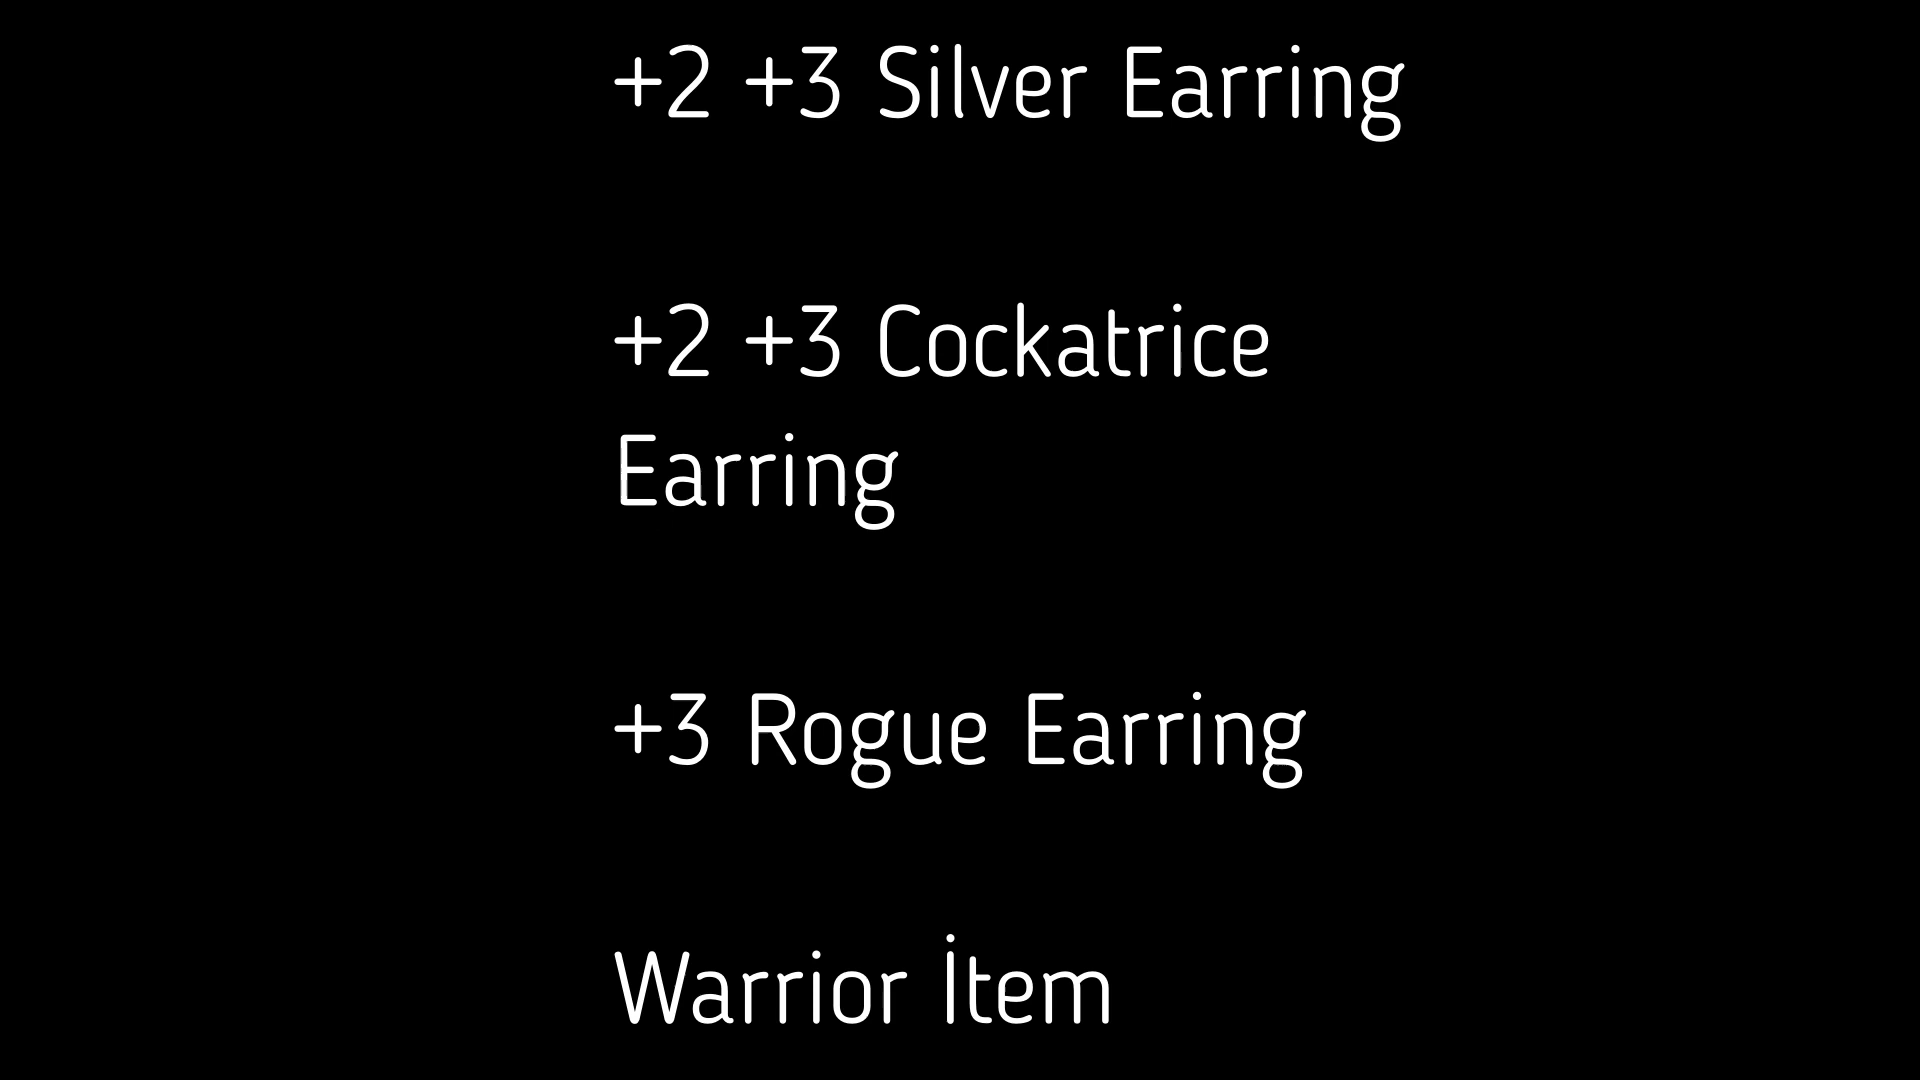 +2 +3 Silver Earring
+2 +3 Cockatrice
Earring
+3 Rogue Earring
Warrior İtem